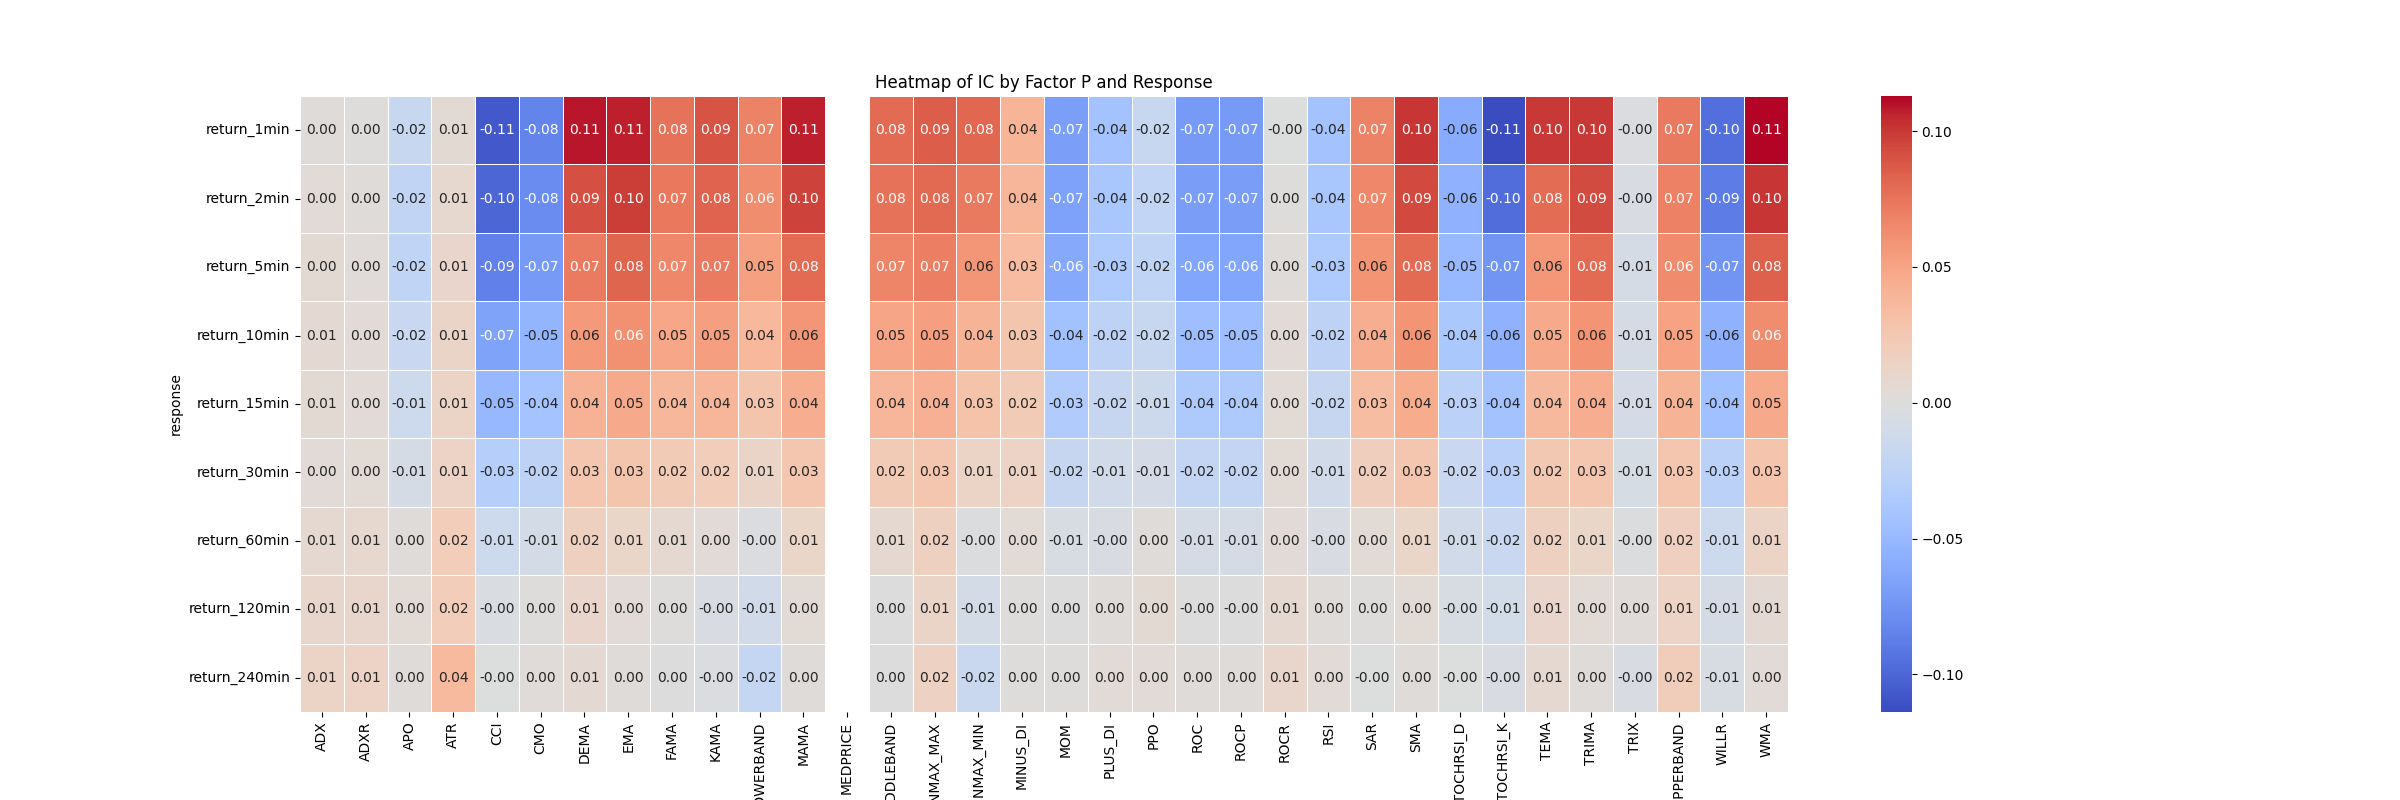 Heatmap of IC by Factor P and Response
return_1min 0.00 0.00 -0.02 0.01 -0.11 -0.08 0.11 0.11 0.08 0.09 0.07 0.11 0.08 0.09 0.08 0.04 -0.07 -0.04 -0.02 -0.07 -0.07 -0.00 -0.04 0.07 0.10 -0.06 -0.11 0.10 0.10 -0.00 0.07 -0.10 0.11
return_2min 0.00 0.00 -0.02 0.01 -0.10 -0.08 0.09 0.10 0.07 0.08 0.06 0.10 0.08 0.08 0.07 0.04 -0.07 -0.04 -0.02 -0.07 -0.07 0.00 -0.04 0.07 0.09 -0.06 -0.10 0.08 0.09 -0.00 0.07 -0.09 0.10
return_5min 0.00 0.00 -0.02 0.01 -0.09 -0.07 0.07 0.08 0.07 0.07 0.05 0.08 0.07 0.07 0.06 0.03 -0.06 -0.03 -0.02 -0.06 -0.06 0.00 -0.03 0.06 0.08 -0.05 -0.07 0.06 0.08 -0.01 0.06 -0.07 0.08
return_10min 0.01 0.00 -0.02 0.01 -0.07 -0.05 0.06 0.06 0.05 0.05 0.04 0.06 0.05 0.05 0.04 0.03 -0.04 -0.02 -0.02 -0.05 -0.05 0.00 -0.02 0.04 0.06 -0.04 -0.06 0.05 0.06 -0.01 0.05 -0.06 0.06
return_15min 0.01 0.00 -0.01 0.01 -0.05 -0.04 0.04 0.05 0.04 0.04 0.03 0.04 0.04 0.04 0.03 0.02 -0.03 -0.02 -0.01 -0.04 -0.04 0.00 -0.02 0.03 0.04 -0.03 -0.04 0.04 0.04 -0.01 0.04 -0.04 0.05
return_30min 0.00 0.00 -0.01 0.01 -0.03 -0.02 0.03 0.03 0.02 0.02 0.01 0.03 0.02 0.03 0.01 0.01 -0.02 -0.01 -0.01 -0.02 -0.02 0.00 -0.01 0.02 0.03 -0.02 -0.03 0.02 0.03 -0.01 0.03 -0.03 0.03
return_60min 0.01 0.01 0.00 0.02 -0.01 -0.01 0.02 0.01 0.01 0.00 -0.00 0.01 0.01 0.02 -0.00 0.00 -0.01 -0.00 0.00 -0.01 -0.01 0.00 -0.00 0.00 0.01 -0.01 -0.02 0.02 0.01 -0.00 0.02 -0.01 0.01
return_120min 0.01 0.01 0.00 0.02 -0.00 0.00 0.01 0.00 0.00 -0.00 -0.01 0.00 0.00 0.01 -0.01 0.00 0.00 0.00 0.00 -0.00 -0.00 0.01 0.00 0.00 0.00 -0.00 -0.01 0.01 0.00 0.00 0.01 -0.01 0.01
return_240min 0.01 0.01 0.00 0.04 -0.00 0.00 0.01 0.00 0.00 -0.00 -0.02 0.00 0.00 0.02 -0.02 0.00 0.00 0.00 0.00 0.00 0.00 0.01 0.00 -0.00 0.00 -0.00 -0.00 0.01 0.00 -0.00 0.02 -0.01 0.00
response
ADX ADXR APO ATR CCI CMO DEMA EMA FAMA KAMA OWERBAND MAMA MEDPRICE DDLEBAND NMAX_MAX NMAX_MIN MINUS_DI MOM PLUS_DI PPO ROC ROCP ROCR RSI SAR SMA TOCHRSI_D TOCHRSI_K TEMA TRIMA TRIX PPERBAND WILLR WMA
0.10
0.05
0.00
−0.05
−0.10